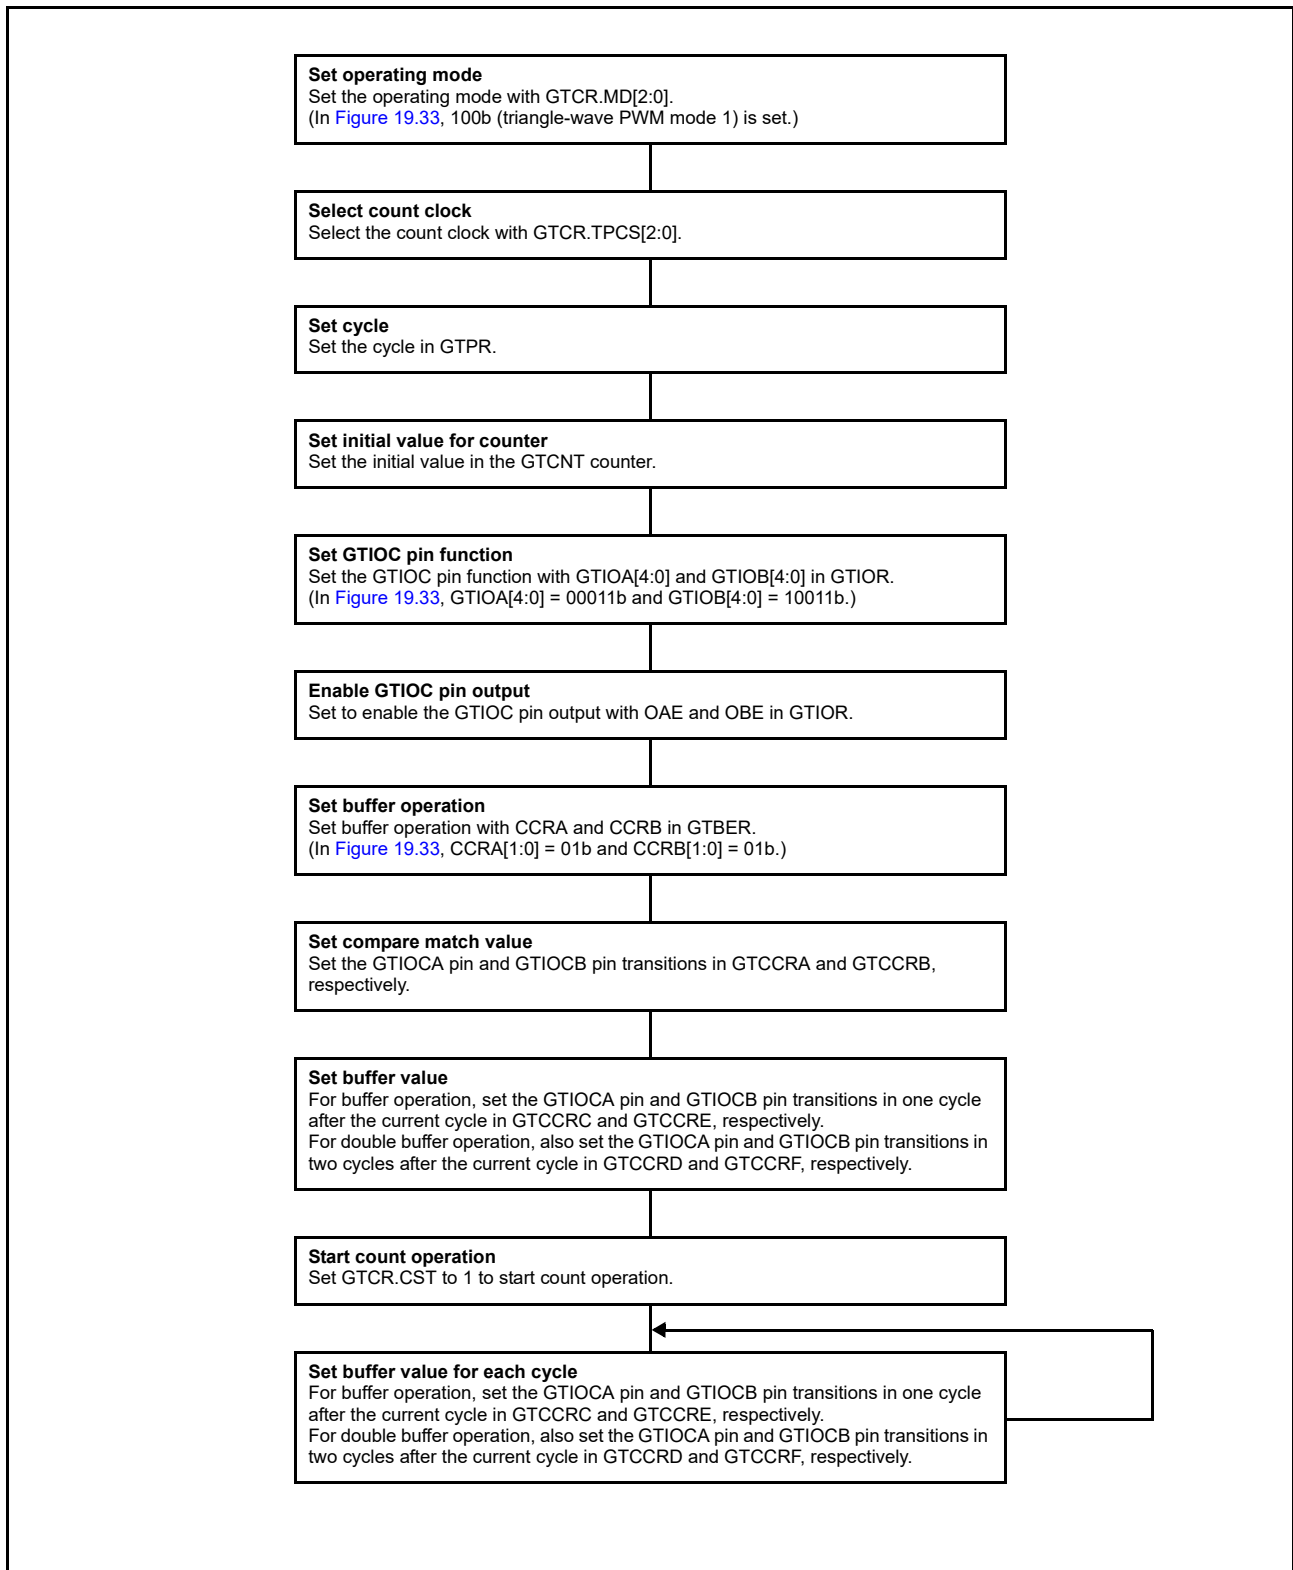 Set operating mode
Set the operating mode with GTCR.MD[2:0].
(In Figure 19.33, 100b (triangle-wave PWM mode 1) is set.)
Select count clock
Select the count clock with GTCR.TPCS[2:0].
Set cycle
Set the cycle in GTPR.
Set initial value for counter
Set the initial value in the GTCNT counter.
Set GTIOC pin function
Set the GTIOC pin function with GTIOA[4:0] and GTIOB[4:0] in GTIOR.
(In Figure 19.33, GTIOA[4:0] = 00011b and GTIOB[4:0] = 10011b.)
Enable GTIOC pin output
Set to enable the GTIOC pin output with OAE and OBE in GTIOR.
Set buffer operation
Set buffer operation with CCRA and CCRB in GTBER.
(In Figure 19.33, CCRA[1:0] = 01b and CCRB[1:0] = 01b.)
Set compare match value
Set the GTIOCA pin and GTIOCB pin transitions in GTCCRA and GTCCRB,
respectively.
Set buffer value
For buffer operation, set the GTIOCA pin and GTIOCB pin transitions in one cycle
after the current cycle in GTCCRC and GTCCRE, respectively.
For double buffer operation, also set the GTIOCA pin and GTIOCB pin transitions in
two cycles after the current cycle in GTCCRD and GTCCRF, respectively.
Start count operation
Set GTCR.CST to 1 to start count operation.
Set buffer value for each cycle
For buffer operation, set the GTIOCA pin and GTIOCB pin transitions in one cycle
after the current cycle in GTCCRC and GTCCRE, respectively.
For double buffer operation, also set the GTIOCA pin and GTIOCB pin transitions in
two cycles after the current cycle in GTCCRD and GTCCRF, respectively.